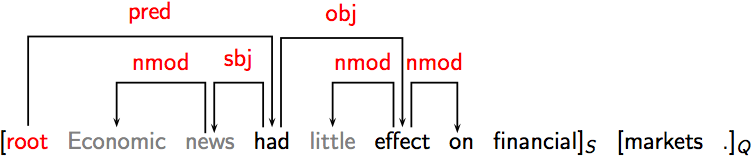 pred obj
nmod sbj nmod nmod
[root Economic news had little effect on financial]S [markets .]Q